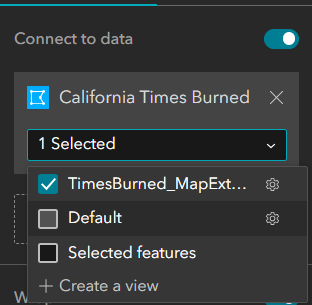 Connect to data
California Times Burned
1 Selected
TimesBurned_MapExt...
Default
Selected features
+ Create a view